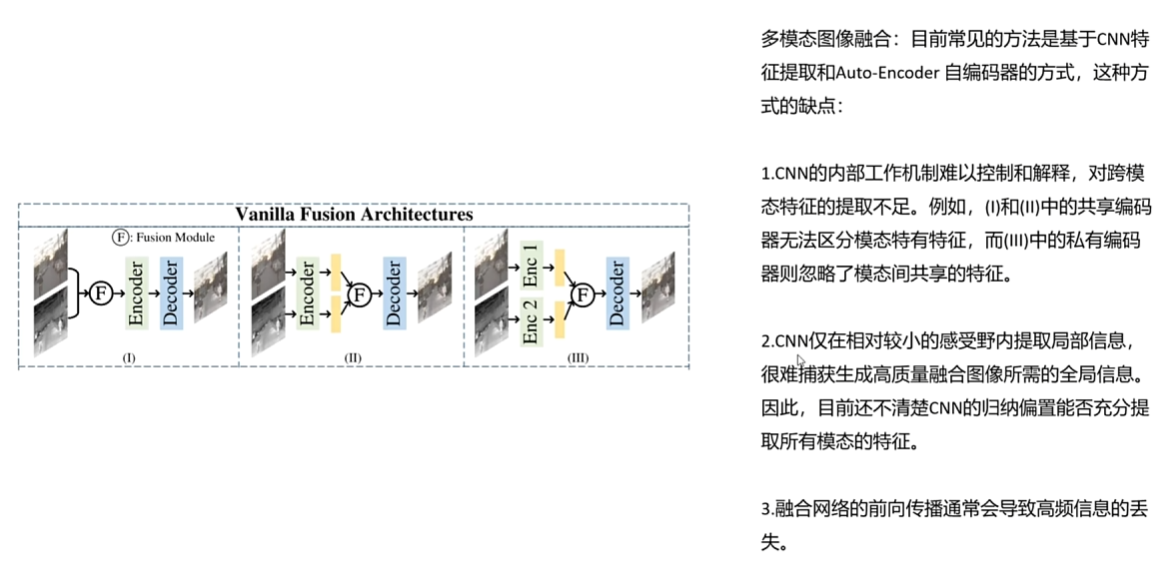 Vanilla Fusion Architectures
Ⓕ: Fusion Module
F
Encoder
Decoder
(I)
Encoder
F
Decoder
(II)
Enc 1
Enc 2
F
Decoder
(III)
多模态图像融合：目前常见的方法是基于CNN特
征提取和Auto-Encoder 自编码器的方式，这种方
式的缺点：
1.CNN的内部工作机制难以控制和解释，对跨模
态特征的提取不足。例如，(I)和(II)中的共享编码
器无法区分模态特有特征，而(III)中的私有编码
器则忽略了模态间共享的特征。
2.CNN仅在相对较小的感受野内提取局部信息，
很难捕获生成高质量融合图像所需的全局信息。
因此，目前还不清楚CNN的归纳偏置能否充分提
取所有模态的特征。
3.融合网络的前向传播通常会导致高频信息的丢
失。